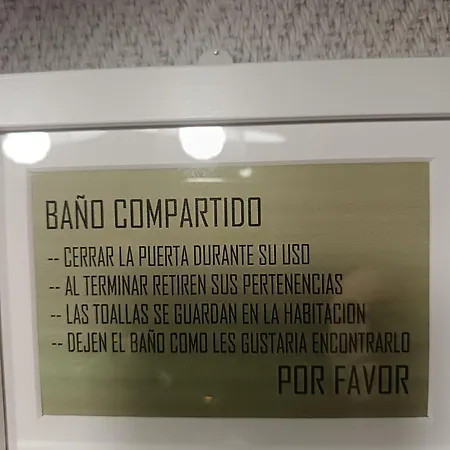 BAÑO COMPARTIDO
-- CERRAR LA PUERTA DURANTE SU USO
-- AL TERMINAR RETIREN SUS PERTENENCIAS
-- LAS TOALLAS SE GUARDAN EN LA HABITACION
-- DEJEN EL BAÑO COMO LES GUSTARIA ENCONTRARLO
POR FAVOR